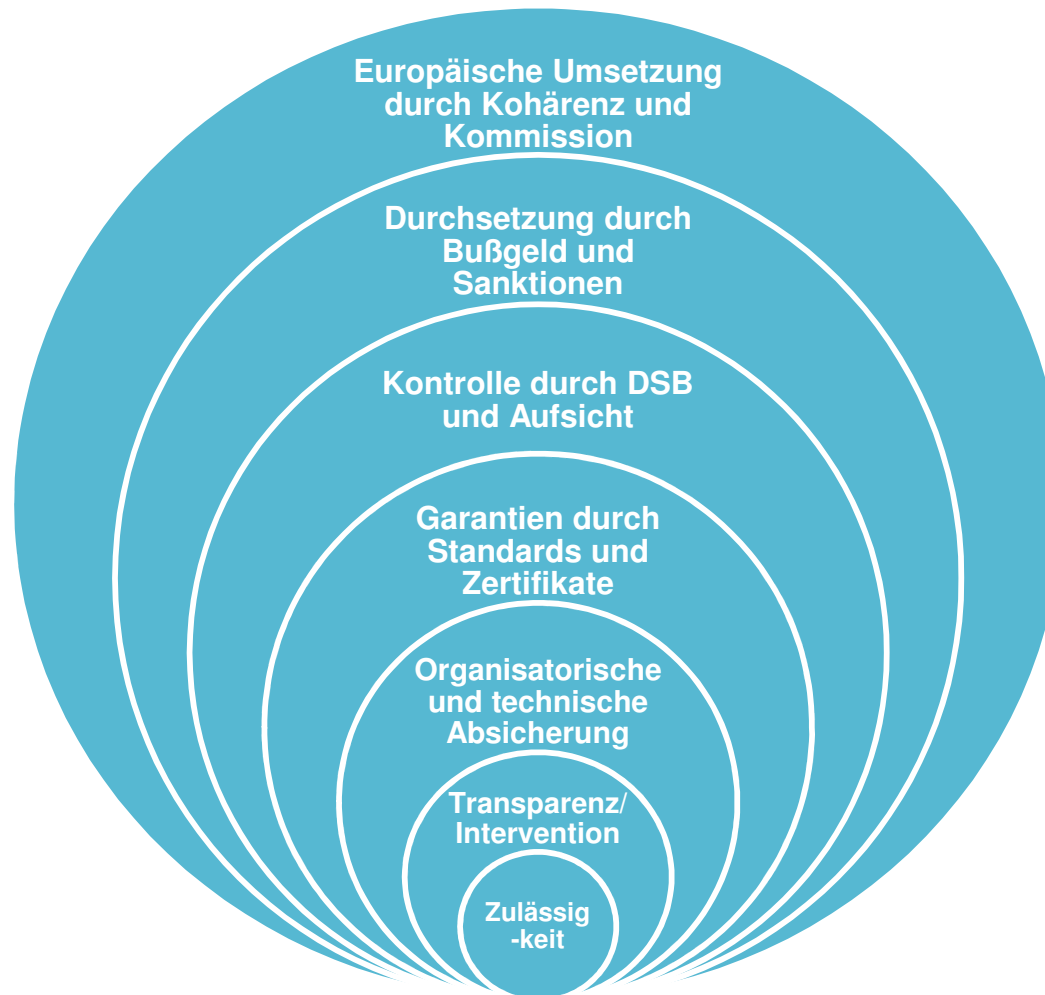 Europäische Umsetzung
durch Kohärenz und
Kommission
Durchsetzung durch
Bußgeld und
Sanktionen
Kontrolle durch DSB
und Aufsicht
Garantien durch
Standards und
Zertifikate
Organisatorische
und technische
Absicherung
Transparenz/
Intervention
Zulässig
-keit